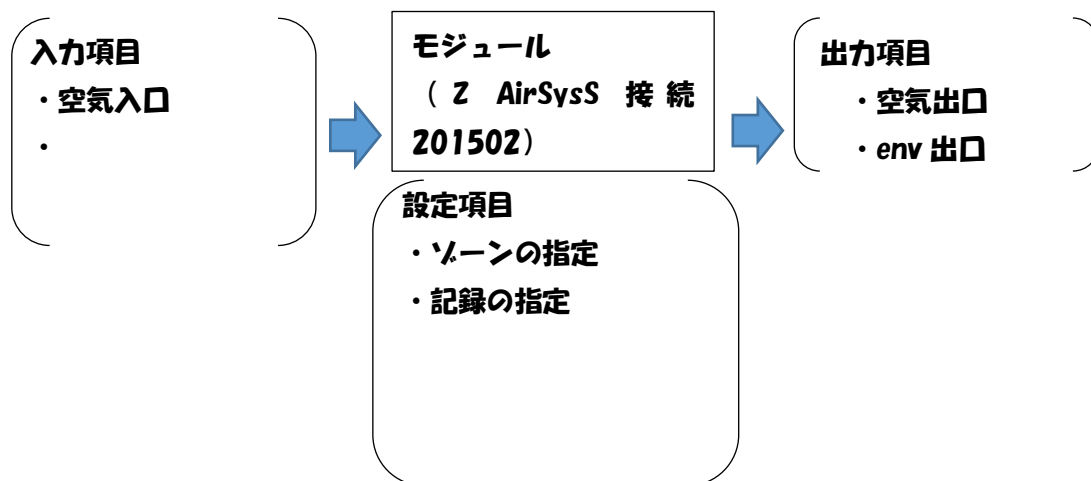 入力項目
・空気入口
・
モジュール
（Z AirSysS 接続
201502）
出力項目
・空気出口
・env 出口
設定項目
・ゾーンの指定
・記録の指定